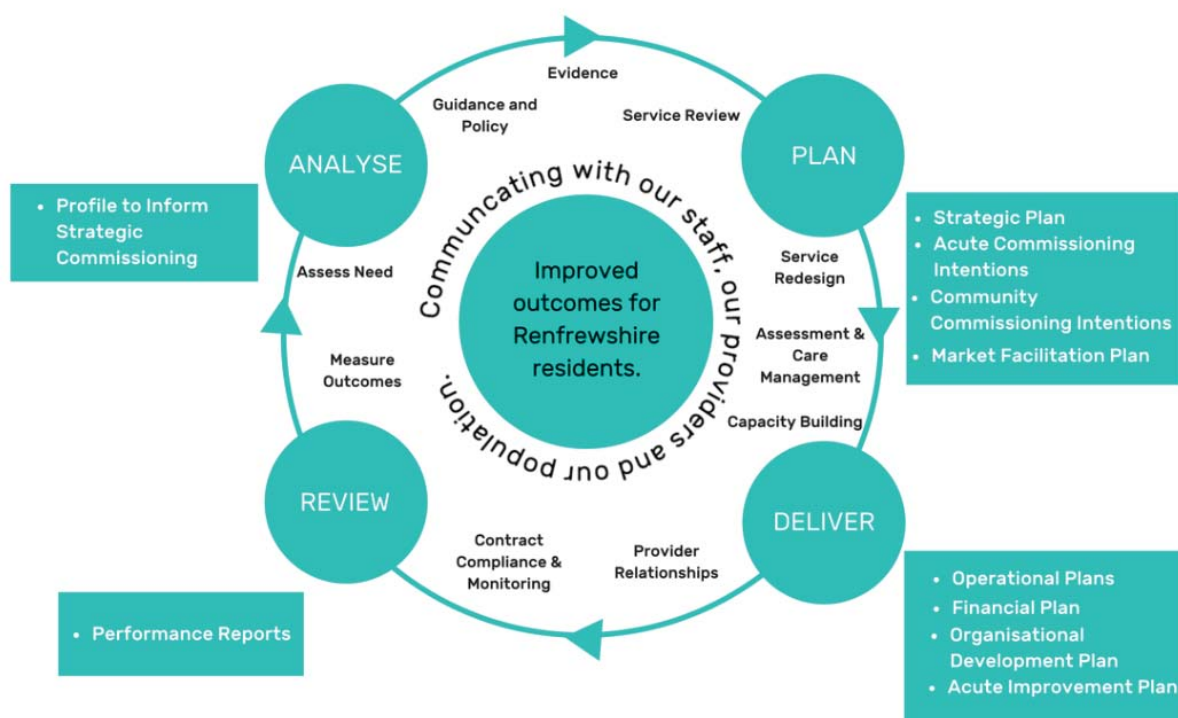 Evidence
Guidance and
Policy
Service Review
ANALYSE
PLAN
Communcating with our staff, our providers and our population.
• Profile to Inform
Strategic
Commissioning
• Strategic Plan
• Acute Commissioning
Intentions
• Community
Commissioning Intentions
• Market Facilitation Plan
Assess Need
Service
Redesign
Improved
outcomes for
Renfrewshire
residents.
Measure
Outcomes
Assessment &
Care
Management
Capacity Building
REVIEW
DELIVER
Contract
Compliance &
Monitoring
Provider
Relationships
• Performance Reports
• Operational Plans
• Financial Plan
• Organisational
Development Plan
• Acute Improvement Plan